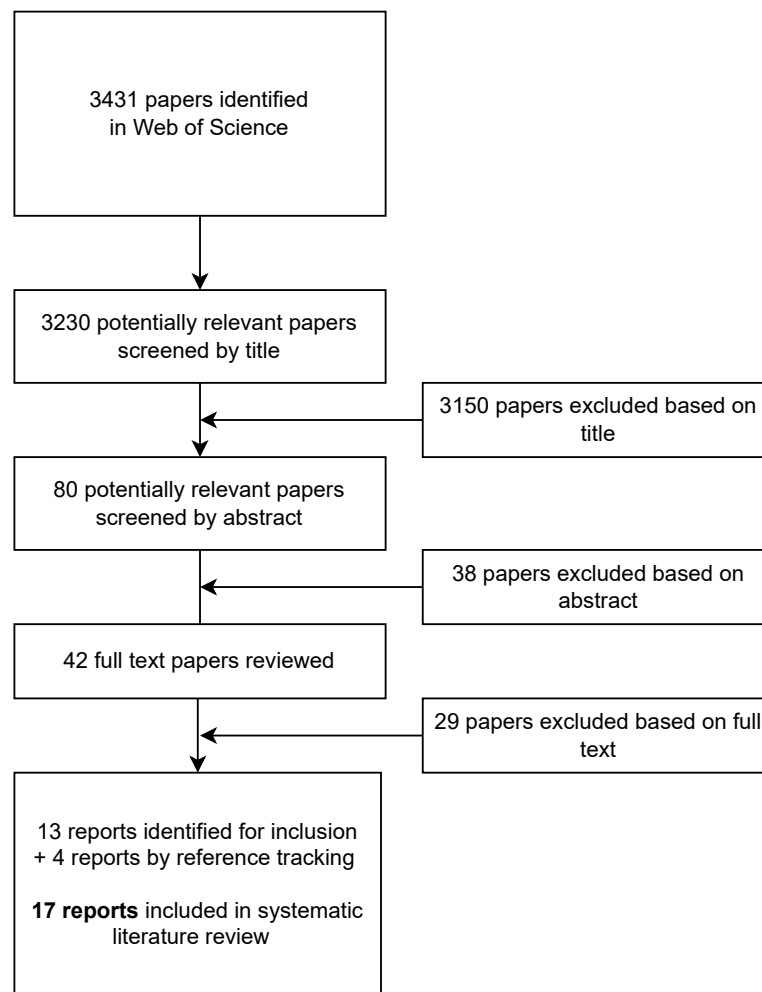 3431 papers identified
in Web of Science
3230 potentially relevant papers
screened by title
3150 papers excluded based on
title
80 potentially relevant papers
screened by abstract
38 papers excluded based on
abstract
42 full text papers reviewed
29 papers excluded based on full
text
13 reports identified for inclusion
+ 4 reports by reference tracking
17 reports included in systematic
literature review